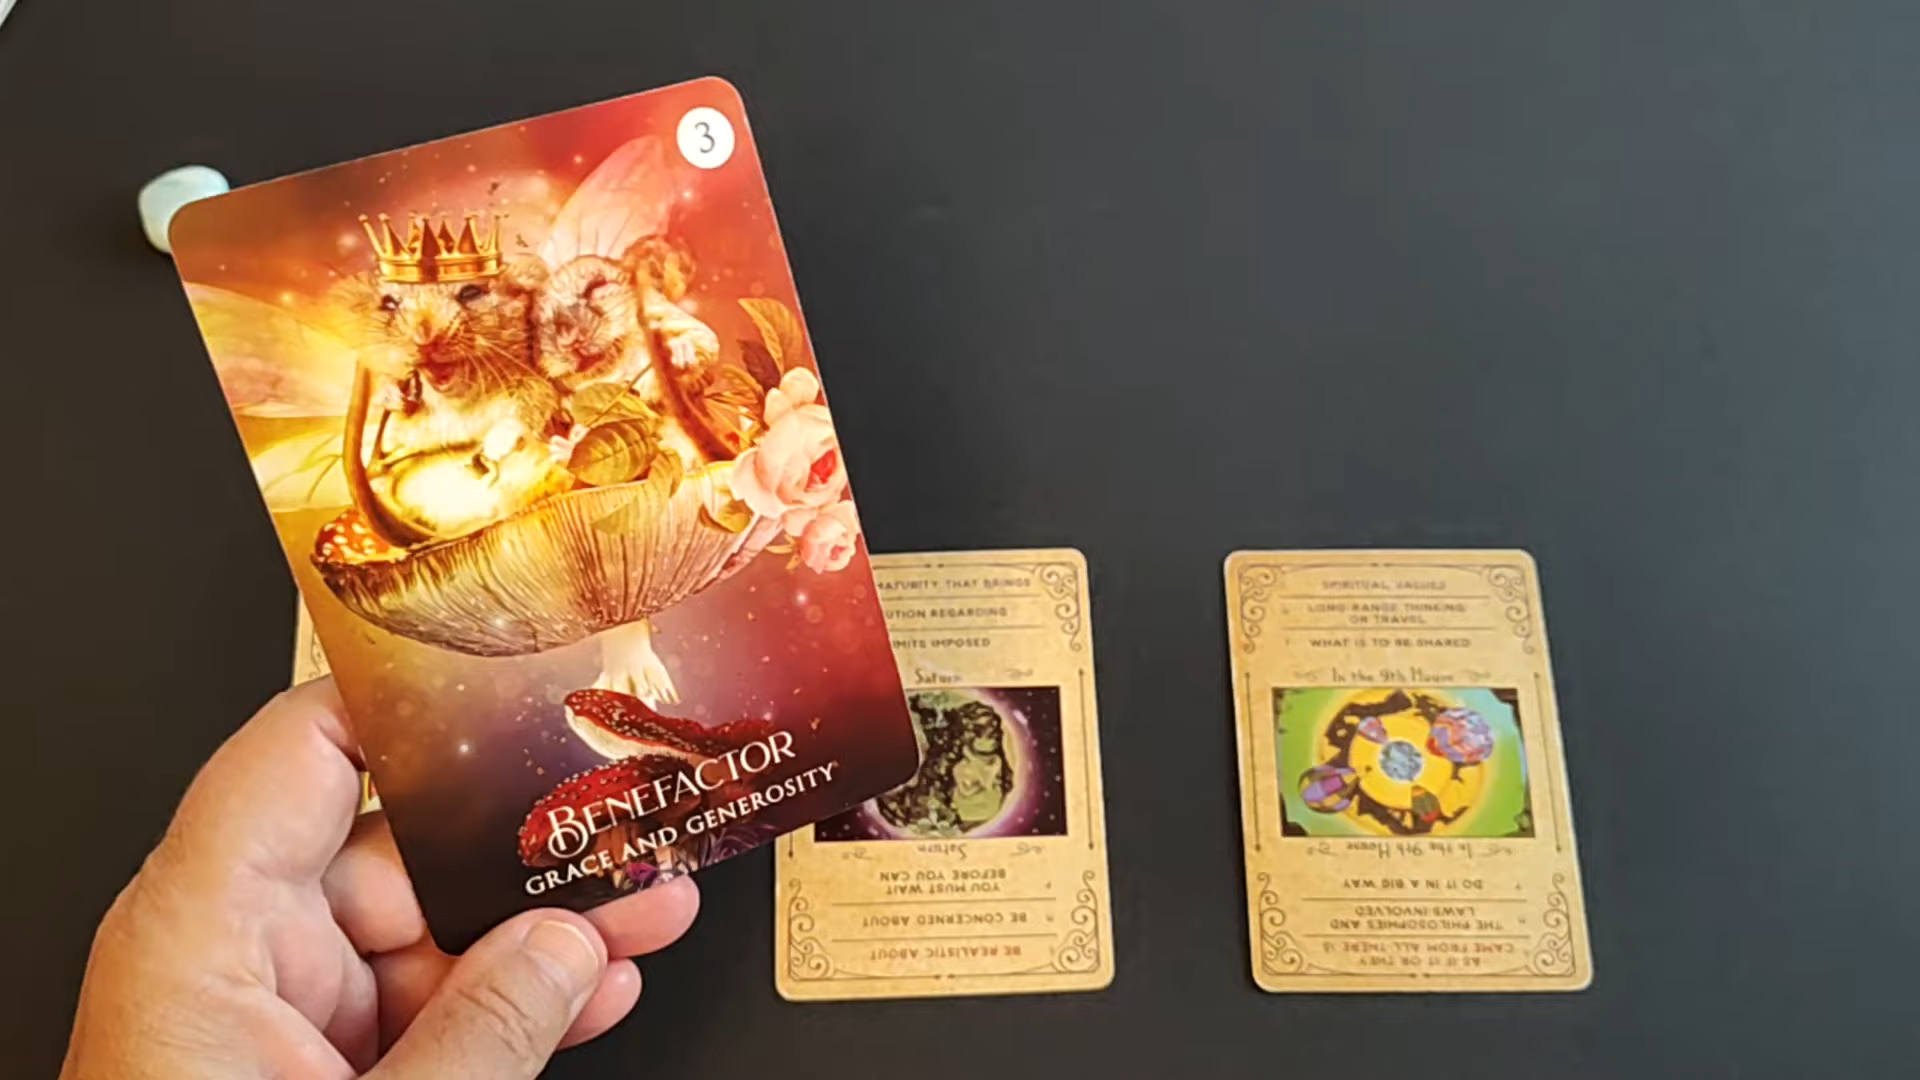 3
BENEFACTOR
GRACE AND GENEROSITY
MATURITY THAT BRINGS
REGARDING
IMPOSED
Saturn
Saturn
YOU MUST WAIT
BEFORE YOU CAN
BE CONCERNED ABOUT
BE REALISTIC ABOUT
SPIRITUAL VALUES
LONG-RANGE THINKING
OR TRAVEL
WHAT IS TO BE SHARED
In the 9th House
In the 9th House
DO IT IN A BIG WAY
THE PHILOSOPHIES AND
LAWS INVOLVED
AS IF IT OR THEY
CAME FROM ALL THERE IS